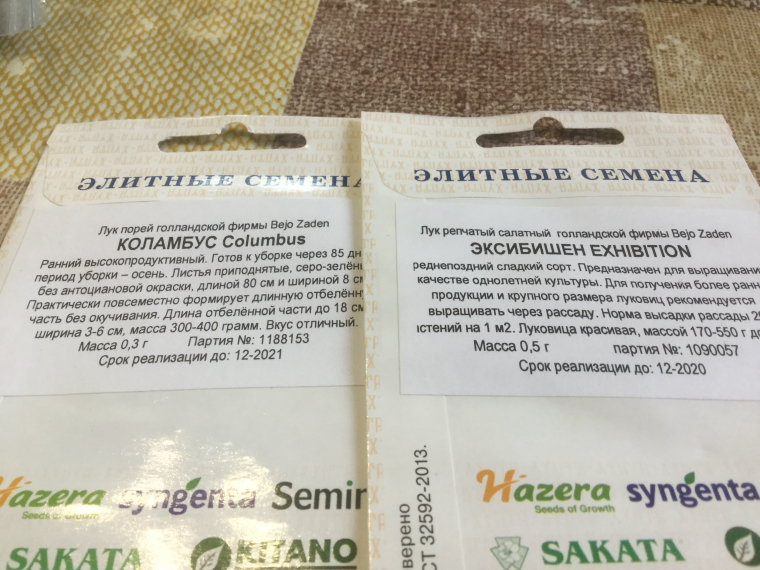 ЭЛИТНЫЕ СЕМЕНА
Лук порей голландской фирмы Bejo Zaden
КОЛАМБУС Columbus
Ранний высокопродуктивный. Готов к уборке через 85 дн
период уборки – осень. Листья приподнятые, серо-зелён
без антоциановой окраски, длиной 80 см и шириной 8 см
Практически повсеместно формирует длинную отбелённ
часть без окучивания. Длина отбелённой части до 18 см
ширина 3-6 см, масса 300-400 грамм. Вкус отличный.
Масса 0,3 г Партия №: 1188153
Срок реализации до: 12-2021
Hazera
Seeds of Growth
syngenta
Semin
SAKATA
KITANO
ЭЛИТНЫЕ СЕМЕНА
Лук репчатый салатный голландской фирмы Bejo Zaden
ЭКСИБИШЕН EXHIBITION
реднепоздний сладкий сорт. Предназначен для выращивани
качестве однолетней культуры. Для получения более ранн
продукции и крупного размера луковиц рекомендуется
выращивать через рассаду. Норма высадки рассады 2
астений на 1 м2. Луковица красивая, массой 170-550 г д
Масса 0,5 г партия №: 1090057
Срок реализации до: 12-2020
верено
СТ 32592-2013.
Hazera
Seeds of Growth
syngenta
SAKATA